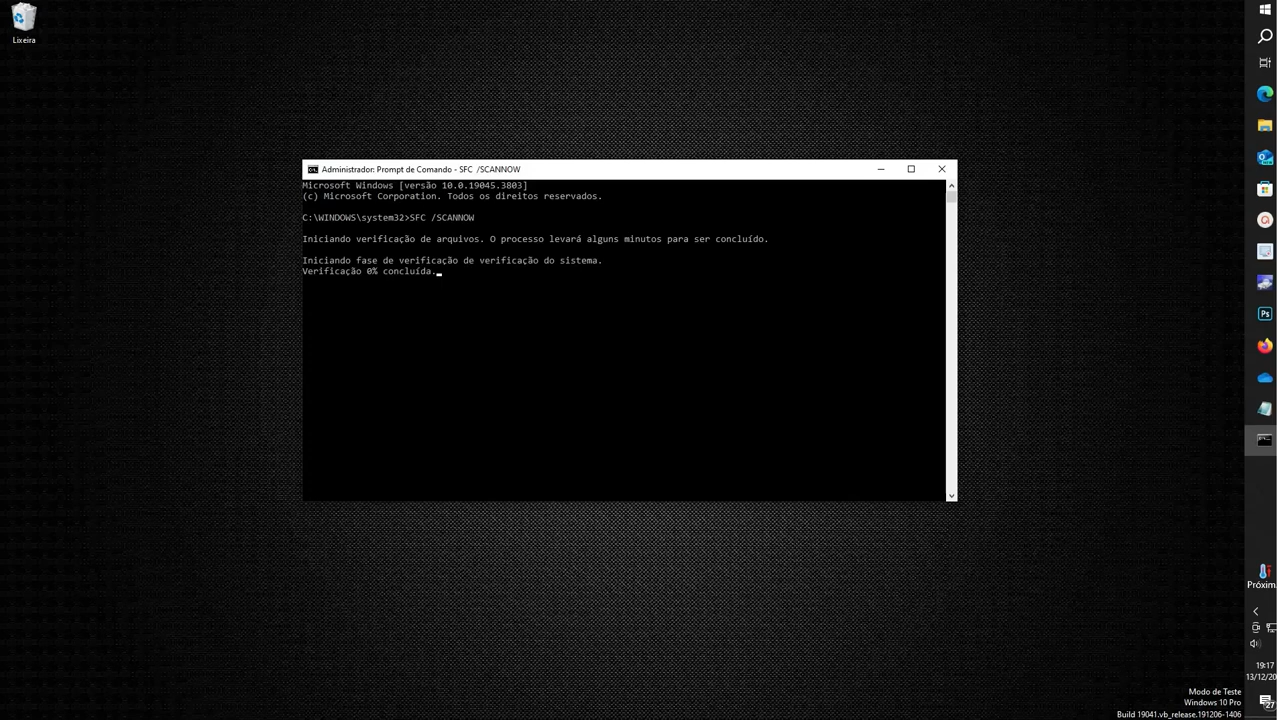 Lixeira
Administrador: Prompt de Comando - SFC  /SCANNOW
Microsoft Windows [versão 10.0.19045.3803]
(c) Microsoft Corporation. Todos os direitos reservados.
C:\WINDOWS\system32>SFC /SCANNOW
Iniciando verificação de arquivos. O processo levará alguns minutos para ser concluído.
Iniciando fase de verificação de verificação do sistema.
Verificação 0% concluída.
Ps
Próxim
19:17
13/12/20
27
Modo de Teste
Windows 10 Pro
Build 19041.vb_release.191206-1406